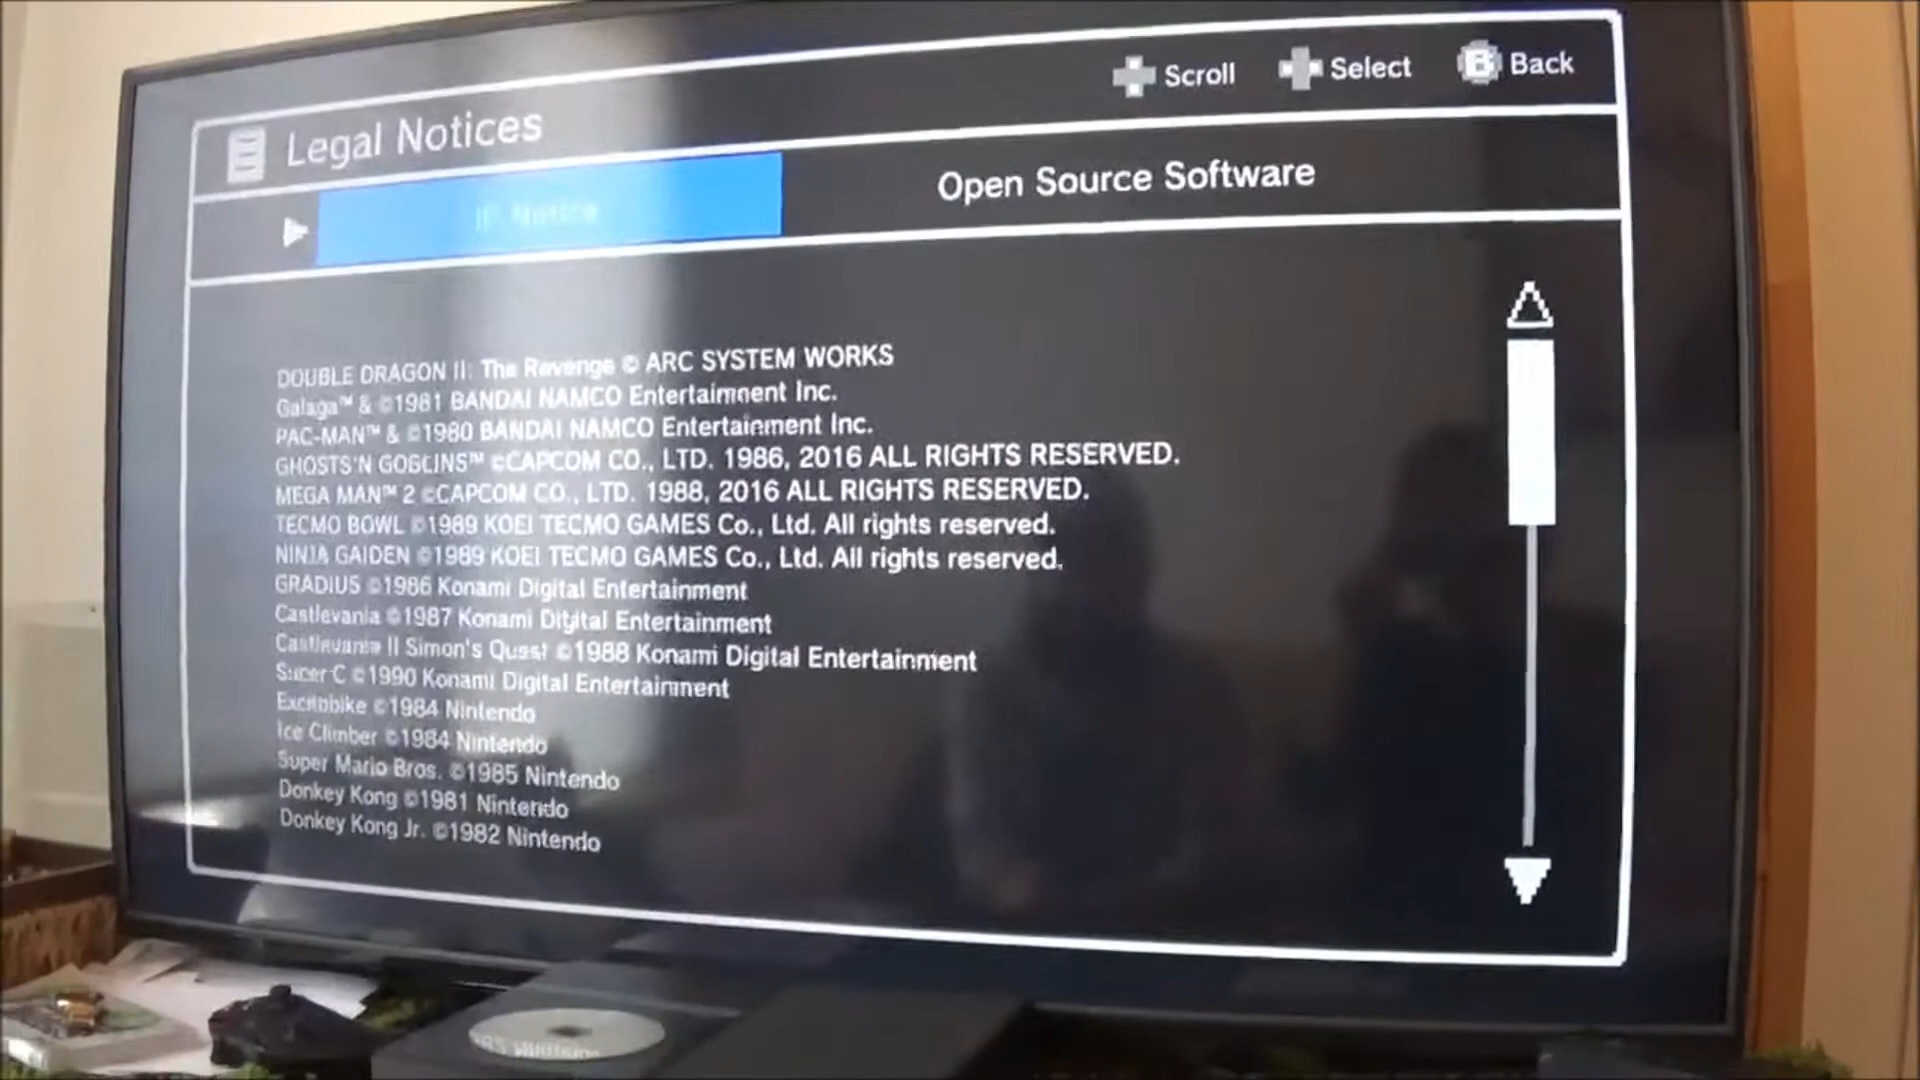 Scroll Select B Back
Legal Notices
IP Notice Open Source Software
DOUBLE DRAGON II: The Revenge © ARC SYSTEM WORKS
Galaga™ & ©1981 BANDAI NAMCO Entertainment Inc.
PAC-MAN™ & ©1980 BANDAI NAMCO Entertainment Inc.
GHOSTS'N GOBLINS™ ©CAPCOM CO., LTD. 1986, 2016 ALL RIGHTS RESERVED.
MEGA MAN™ 2 ©CAPCOM CO., LTD. 1988, 2016 ALL RIGHTS RESERVED.
TECMO BOWL ©1989 KOEI TECMO GAMES Co., Ltd. All rights reserved.
NINJA GAIDEN ©1989 KOEI TECMO GAMES Co., Ltd. All rights reserved.
GRADIUS ©1986 Konami Digital Entertainment
Castlevania ©1987 Konami Digital Entertainment
Castlevania II Simon's Quest ©1988 Konami Digital Entertainment
Super C ©1990 Konami Digital Entertainment
Excitebike ©1984 Nintendo
Ice Climber ©1984 Nintendo
Super Mario Bros. ©1985 Nintendo
Donkey Kong ©1981 Nintendo
Donkey Kong Jr. ©1982 Nintendo